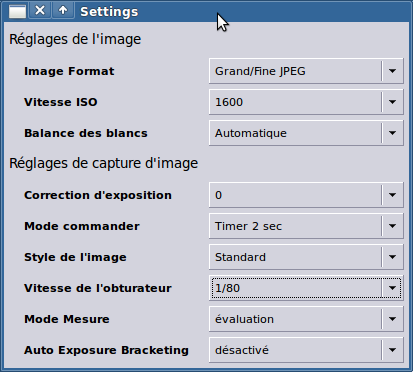 Settings
Réglages de l'image
Image Format Grand/Fine JPEG
Vitesse ISO 1600
Balance des blancs Automatique
Réglages de capture d'image
Correction d'exposition 0
Mode commander Timer 2 sec
Style de l'image Standard
Vitesse de l'obturateur 1/80
Mode Mesure évaluation
Auto Exposure Bracketing désactivé